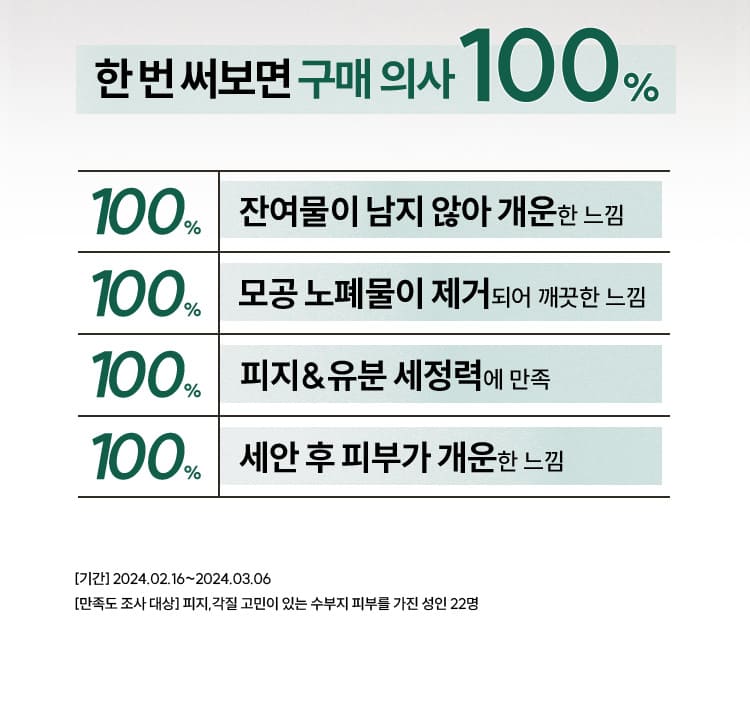 한 번 써보면 구매 의사 100%
100% 잔여물이 남지 않아 개운한 느낌
100% 모공 노폐물이 제거되어 깨끗한 느낌
100% 피지&유분 세정력에 만족
100% 세안 후 피부가 개운한 느낌
[기간] 2024.02.16~2024.03.06
[만족도 조사 대상] 피지,각질 고민이 있는 수부지 피부를 가진 성인 22명